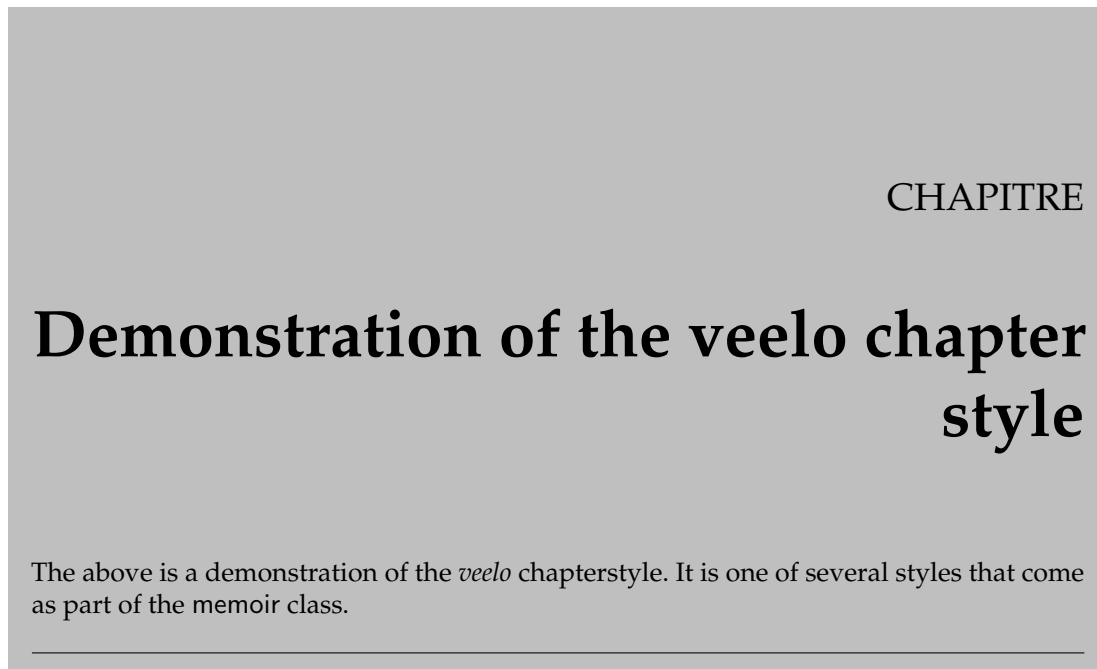 CHAPITRE
Demonstration of the veelo chapter
style
The above is a demonstration of the veelo chapterstyle. It is one of several styles that come
as part of the memoir class.